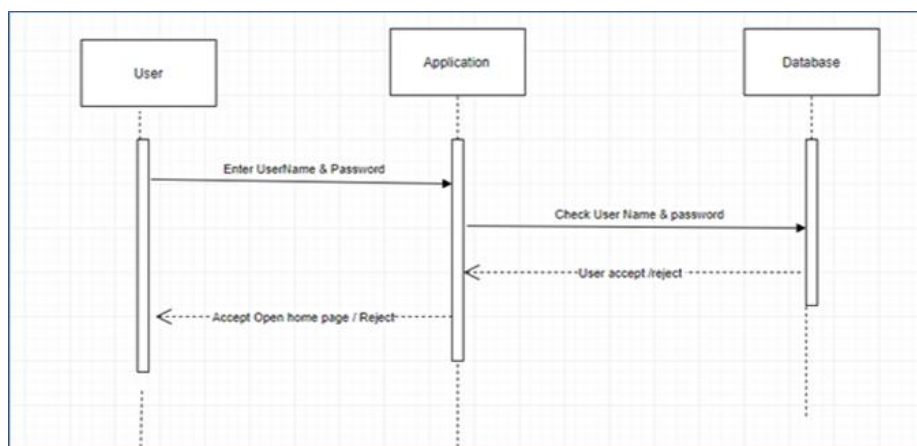 User
Application
Database
Enter UserName & Password
Check User Name & password
User accept /reject
Accept Open home page / Reject